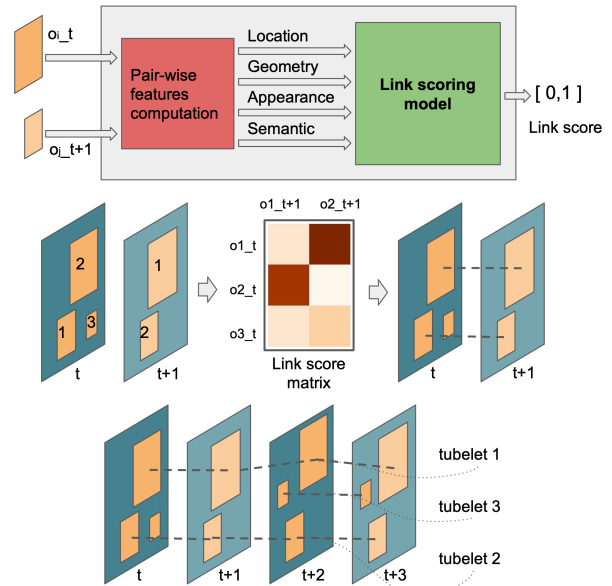 oᵢ_t
oⱼ_t+1
Pair-wise
features
computation
Location
Geometry
Appearance
Semantic
Link scoring
model
[ 0,1 ]
Link score
o1_t+1 o2_t+1
o1_t
o2_t
o3_t
Link score
matrix
2
1
3
t
1
2
t+1
t
t+1
tubelet 1
tubelet 3
tubelet 2
t
t+1
t+2
t+3